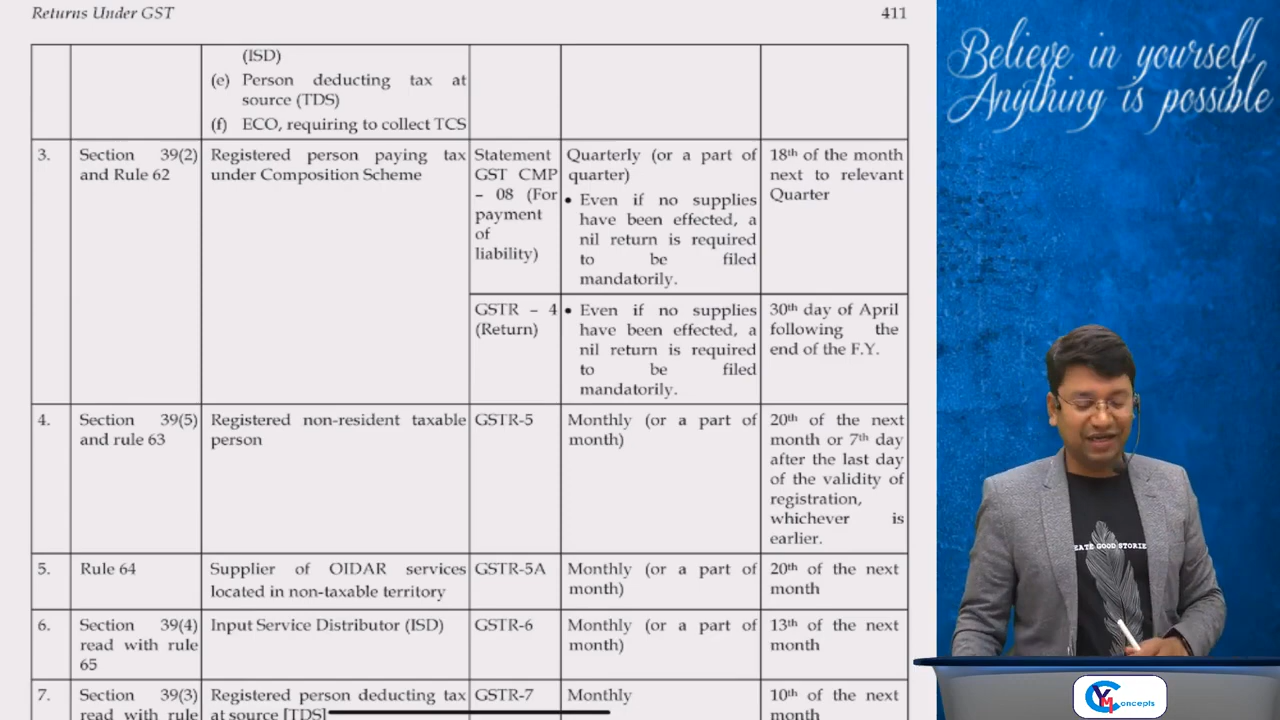 Returns Under GST 411
(ISD)
(e) Person deducting tax at
source (TDS)
(f) ECO, requiring to collect TCS
3. Section 39(2)
and Rule 62
Registered person paying tax
under Composition Scheme
Statement
GST CMP
– 08 (For
payment
of
liability)
Quarterly (or a part of
quarter)
• Even if no supplies
have been effected, a
nil return is required
to be filed
mandatorily.
18th of the month
next to relevant
Quarter
GSTR – 4
(Return)
• Even if no supplies
have been effected, a
nil return is required
to be filed
mandatorily.
30th day of April
following the
end of the F.Y.
4. Section 39(5)
and rule 63
Registered non-resident taxable
person
GSTR-5
Monthly (or a part of
month)
20th of the next
month or 7th day
after the last day
of the validity of
registration,
whichever is
earlier.
5. Rule 64
Supplier of OIDAR services
located in non-taxable territory
GSTR-5A
Monthly (or a part of
month)
20th of the next
month
6. Section 39(4)
read with rule
65
Input Service Distributor (ISD)
GSTR-6
Monthly (or a part of
month)
13th of the next
month
7. Section 39(3)
read with rule
Registered person deducting tax
at source [TDS]
GSTR-7
Monthly
10th of the next
month
Believe in yourself
Anything is possible
EATE GOOD STORIE
CYM
oncepts